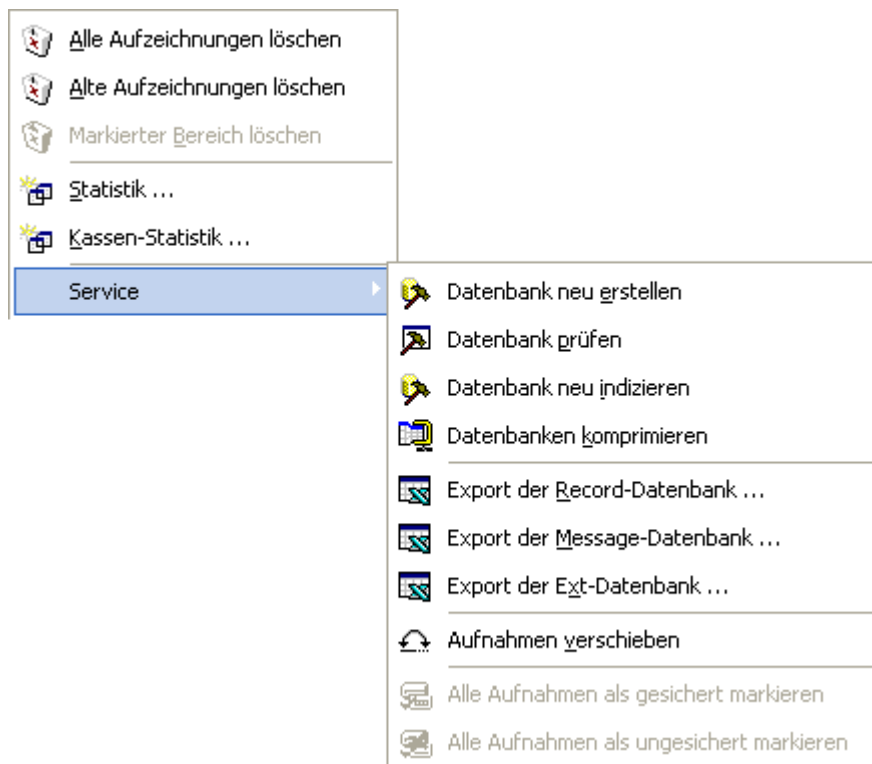 Alle Aufzeichnungen löschen
Alte Aufzeichnungen löschen
Markierter Bereich löschen
Statistik ...
Kassen-Statistik ...
Service
Datenbank neu erstellen
Datenbank prüfen
Datenbank neu indizieren
Datenbanken komprimieren
Export der Record-Datenbank ...
Export der Message-Datenbank ...
Export der Ext-Datenbank ...
Aufnahmen verschieben
Alle Aufnahmen als gesichert markieren
Alle Aufnahmen als ungesichert markieren